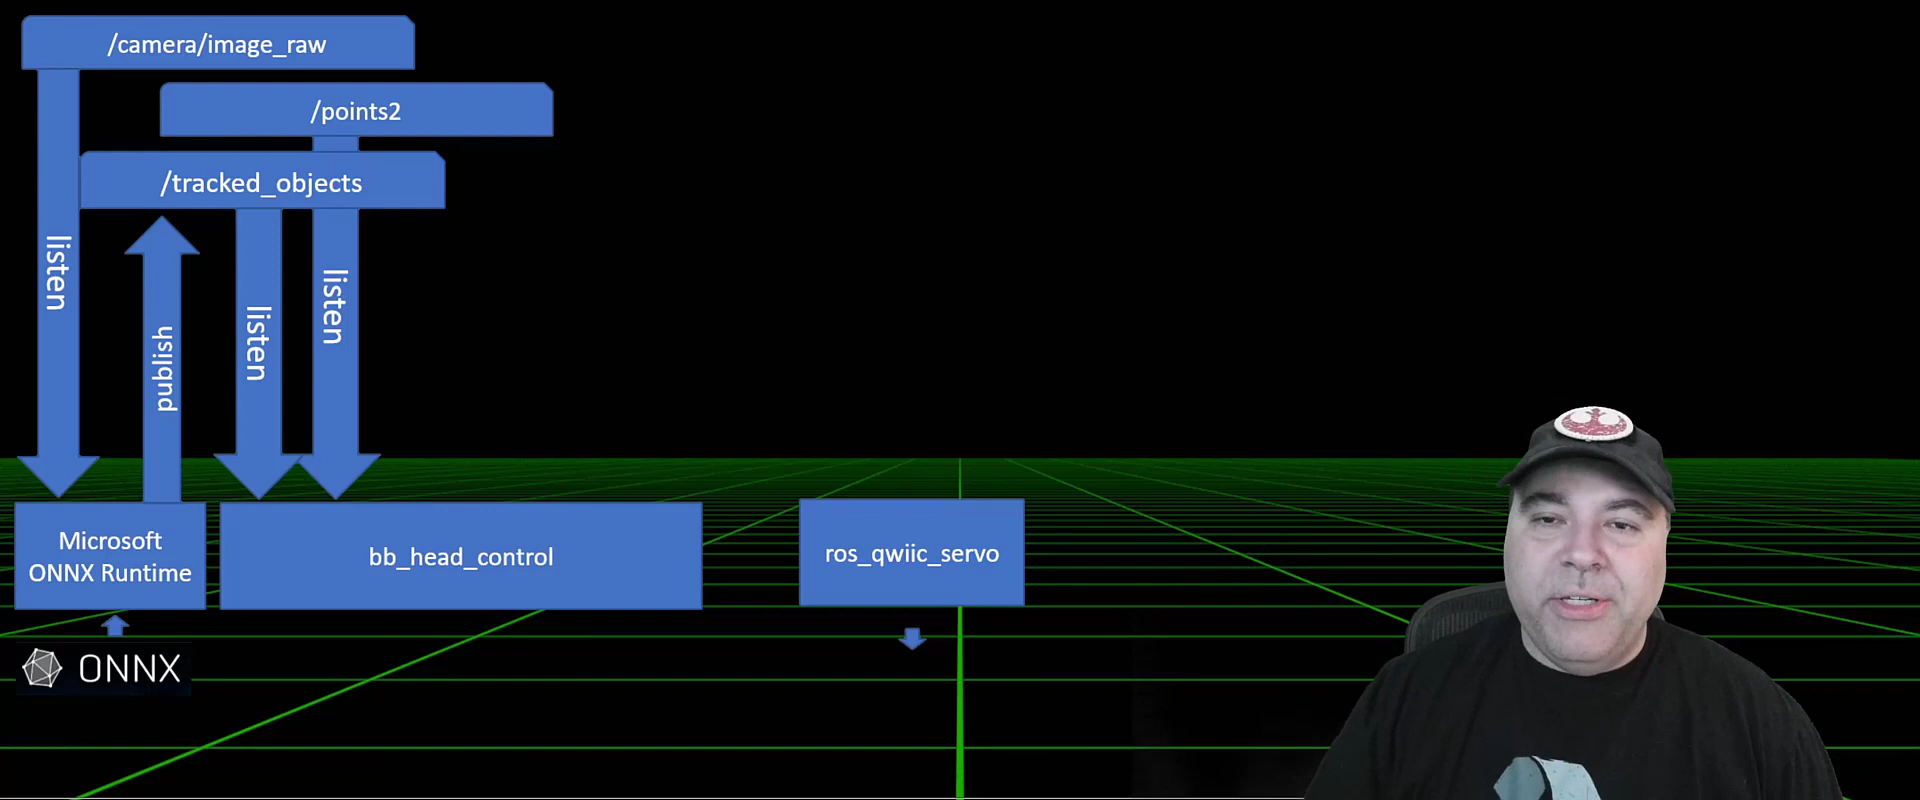 /camera/image_raw
/points2
/tracked_objects
listen
publish
listen
listen
Microsoft
ONNX Runtime
bb_head_control
ros_qwiic_servo
ONNX